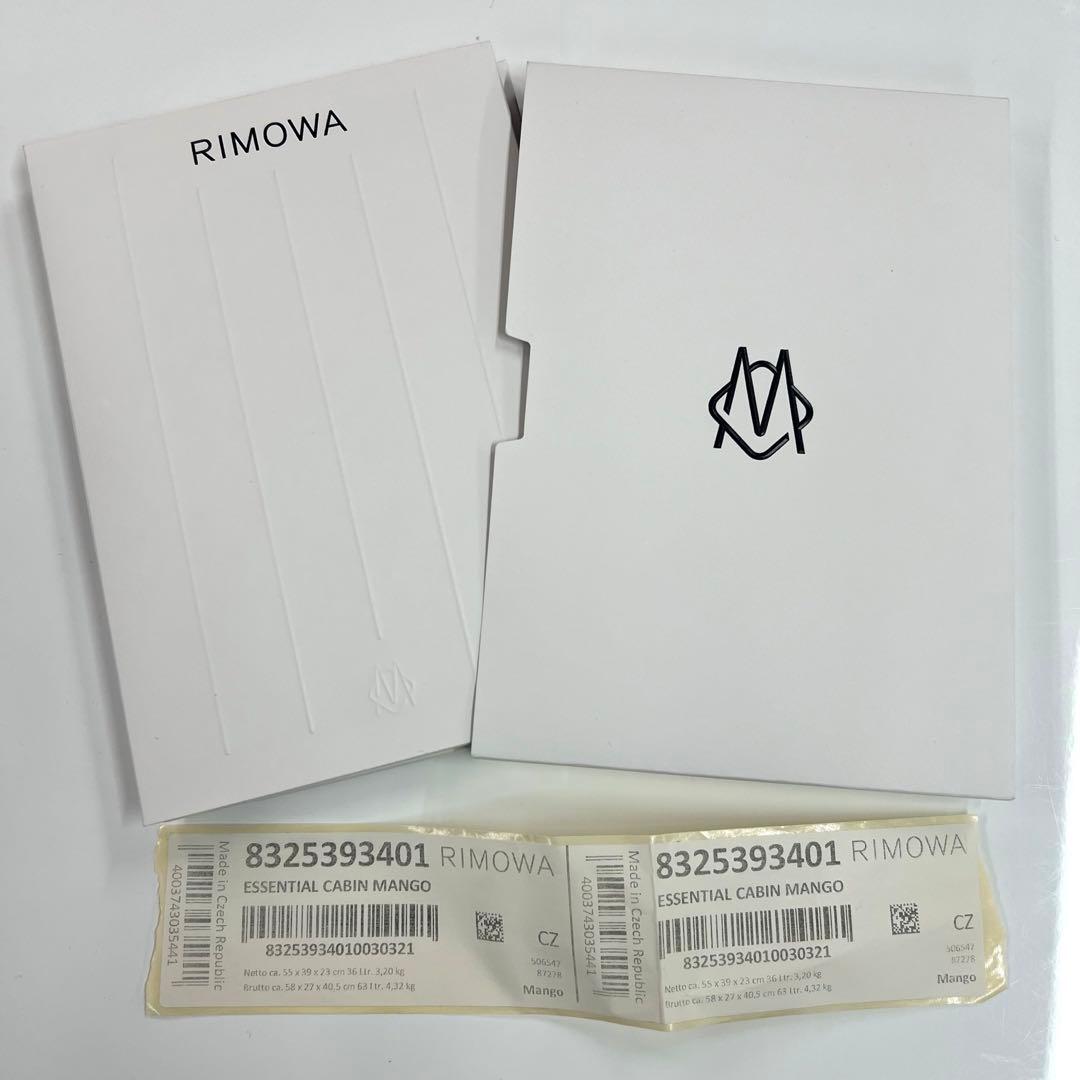 RIMOWA
Made in Czech Republic
4003743035441
8325393401 RIMOWA
ESSENTIAL CABIN MANGO
83253934010030321
CZ
506547
87278
Netto ca. 55 x 39 x 23 cm 36 Ltr. 3,20 kg
Brutto ca. 58 x 27 x 40,5 cm 63 Ltr. 4,32 kg
Mango
Made in Czech Republic
4003743035441
8325393401 RIMOWA
ESSENTIAL CABIN MANGO
83253934010030321
CZ
506547
87278
Netto ca. 55 x 39 x 23 cm 36 Ltr. 3,20 kg
Brutto ca. 58 x 27 x 40,5 cm 63 Ltr. 4,32 kg
Mango